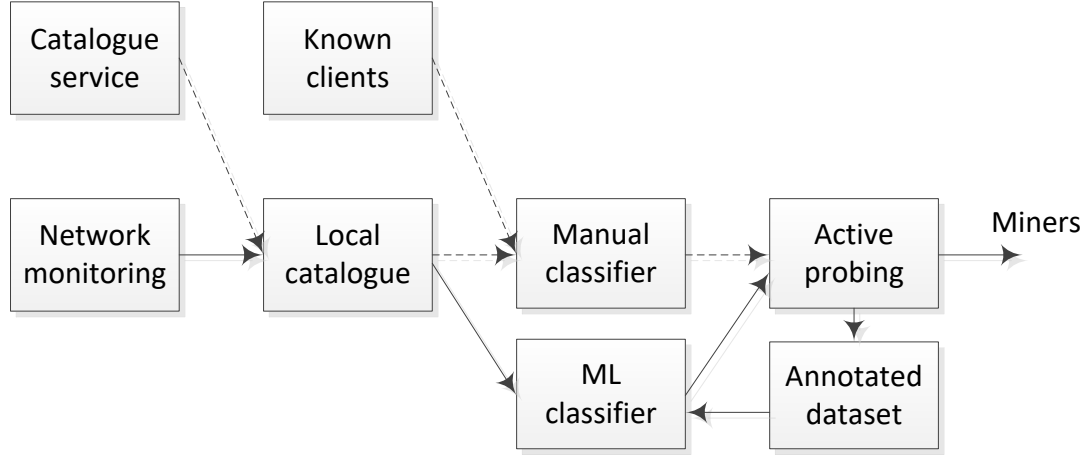 Catalogue
service
Known
clients
Network
monitoring
Local
catalogue
Manual
classifier
Active
probing
Miners
ML
classifier
Annotated
dataset